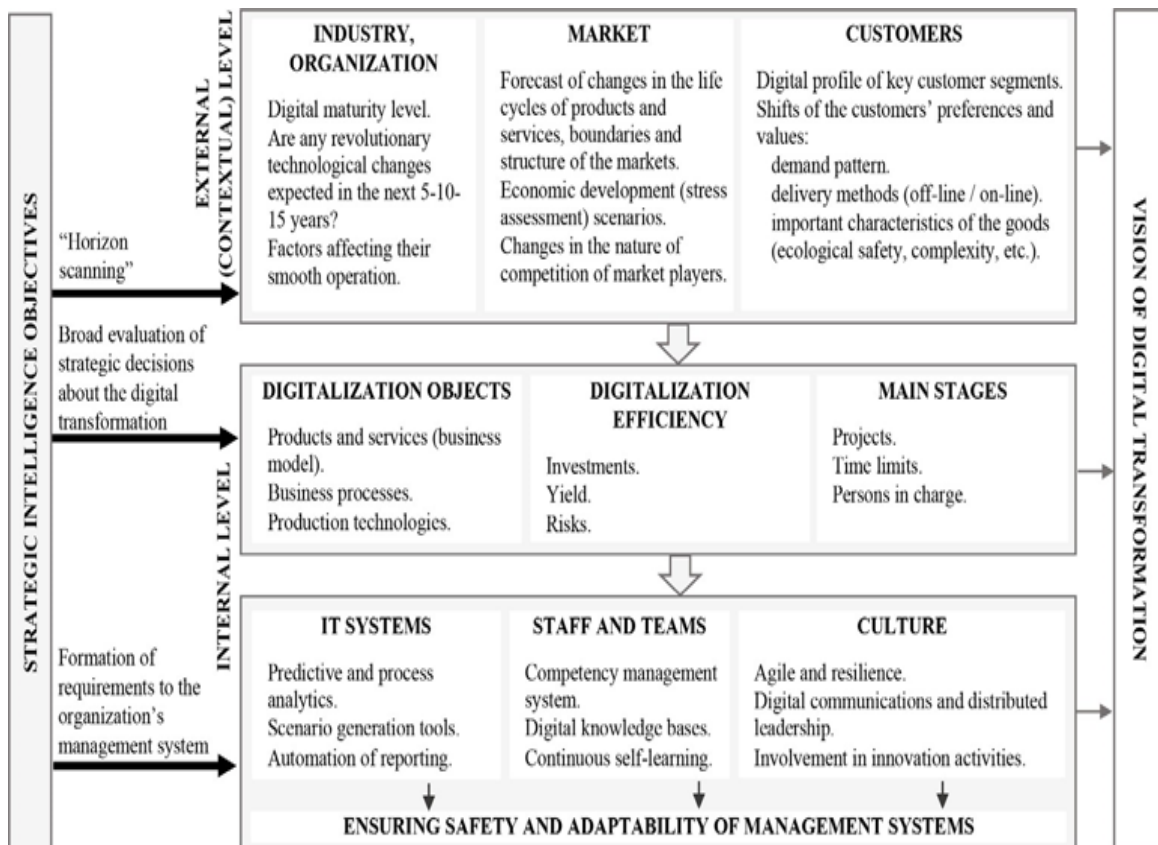 STRATEGIC INTELLIGENCE OBJECTIVES
“Horizon
scanning”
Broad evaluation of
strategic decisions
about the digital
transformation
Formation of
requirements to the
organization’s
management system
EXTERNAL
(CONTEXTUAL) LEVEL
INTERNAL LEVEL
INDUSTRY,
ORGANIZATION
Digital maturity level.
Are any revolutionary
technological changes
expected in the next 5-10-
15 years?
Factors affecting their
smooth operation.
MARKET
Forecast of changes in the life
cycles of products and
services, boundaries and
structure of the markets.
Economic development (stress
assessment) scenarios.
Changes in the nature of
competition of market players.
CUSTOMERS
Digital profile of key customer segments.
Shifts of the customers’ preferences and
values:
demand pattern.
delivery methods (off-line / on-line).
important characteristics of the goods
(ecological safety, complexity, etc.).
DIGITALIZATION OBJECTS
Products and services (business
model).
Business processes.
Production technologies.
DIGITALIZATION
EFFICIENCY
Investments.
Yield.
Risks.
MAIN STAGES
Projects.
Time limits.
Persons in charge.
IT SYSTEMS
Predictive and process
analytics.
Scenario generation tools.
Automation of reporting.
STAFF AND TEAMS
Competency management
system.
Digital knowledge bases.
Continuous self-learning.
CULTURE
Agile and resilience.
Digital communications and distributed
leadership.
Involvement in innovation activities.
ENSURING SAFETY AND ADAPTABILITY OF MANAGEMENT SYSTEMS
VISION OF DIGITAL TRANSFORMATION